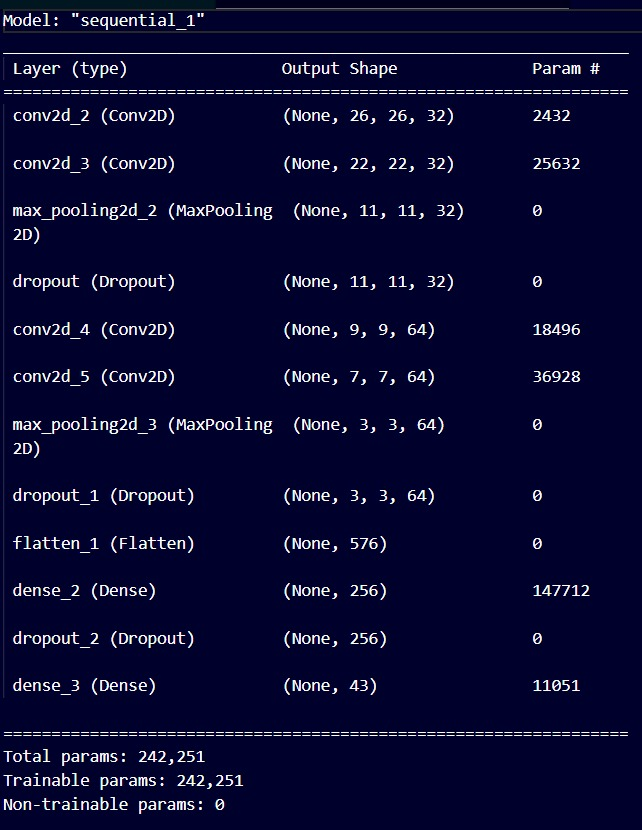 Model: "sequential_1"
Layer (type) Output Shape Param #
=================================================================
conv2d_2 (Conv2D) (None, 26, 26, 32) 2432
conv2d_3 (Conv2D) (None, 22, 22, 32) 25632
max_pooling2d_2 (MaxPooling (None, 11, 11, 32) 0
2D)
dropout (Dropout) (None, 11, 11, 32) 0
conv2d_4 (Conv2D) (None, 9, 9, 64) 18496
conv2d_5 (Conv2D) (None, 7, 7, 64) 36928
max_pooling2d_3 (MaxPooling (None, 3, 3, 64) 0
2D)
dropout_1 (Dropout) (None, 3, 3, 64) 0
flatten_1 (Flatten) (None, 576) 0
dense_2 (Dense) (None, 256) 147712
dropout_2 (Dropout) (None, 256) 0
dense_3 (Dense) (None, 43) 11051
=================================================================
Total params: 242,251
Trainable params: 242,251
Non-trainable params: 0